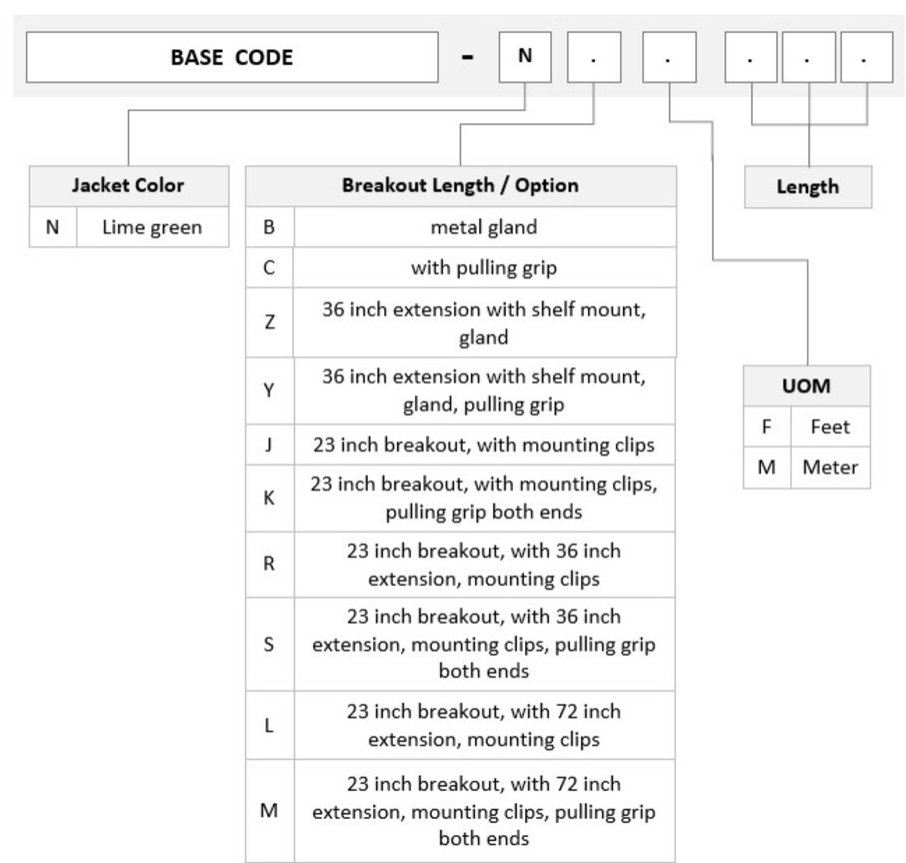 BASE CODE - N . . . . .
Jacket Color
N Lime green
Breakout Length / Option
B metal gland
C with pulling grip
Z 36 inch extension with shelf mount,
gland
Y 36 inch extension with shelf mount,
gland, pulling grip
J 23 inch breakout, with mounting clips
K 23 inch breakout, with mounting clips,
pulling grip both ends
R 23 inch breakout, with 36 inch
extension, mounting clips
S 23 inch breakout, with 36 inch
extension, mounting clips, pulling grip
both ends
L 23 inch breakout, with 72 inch
extension, mounting clips
M 23 inch breakout, with 72 inch
extension, mounting clips, pulling grip
both ends
Length
UOM
F Feet
M Meter